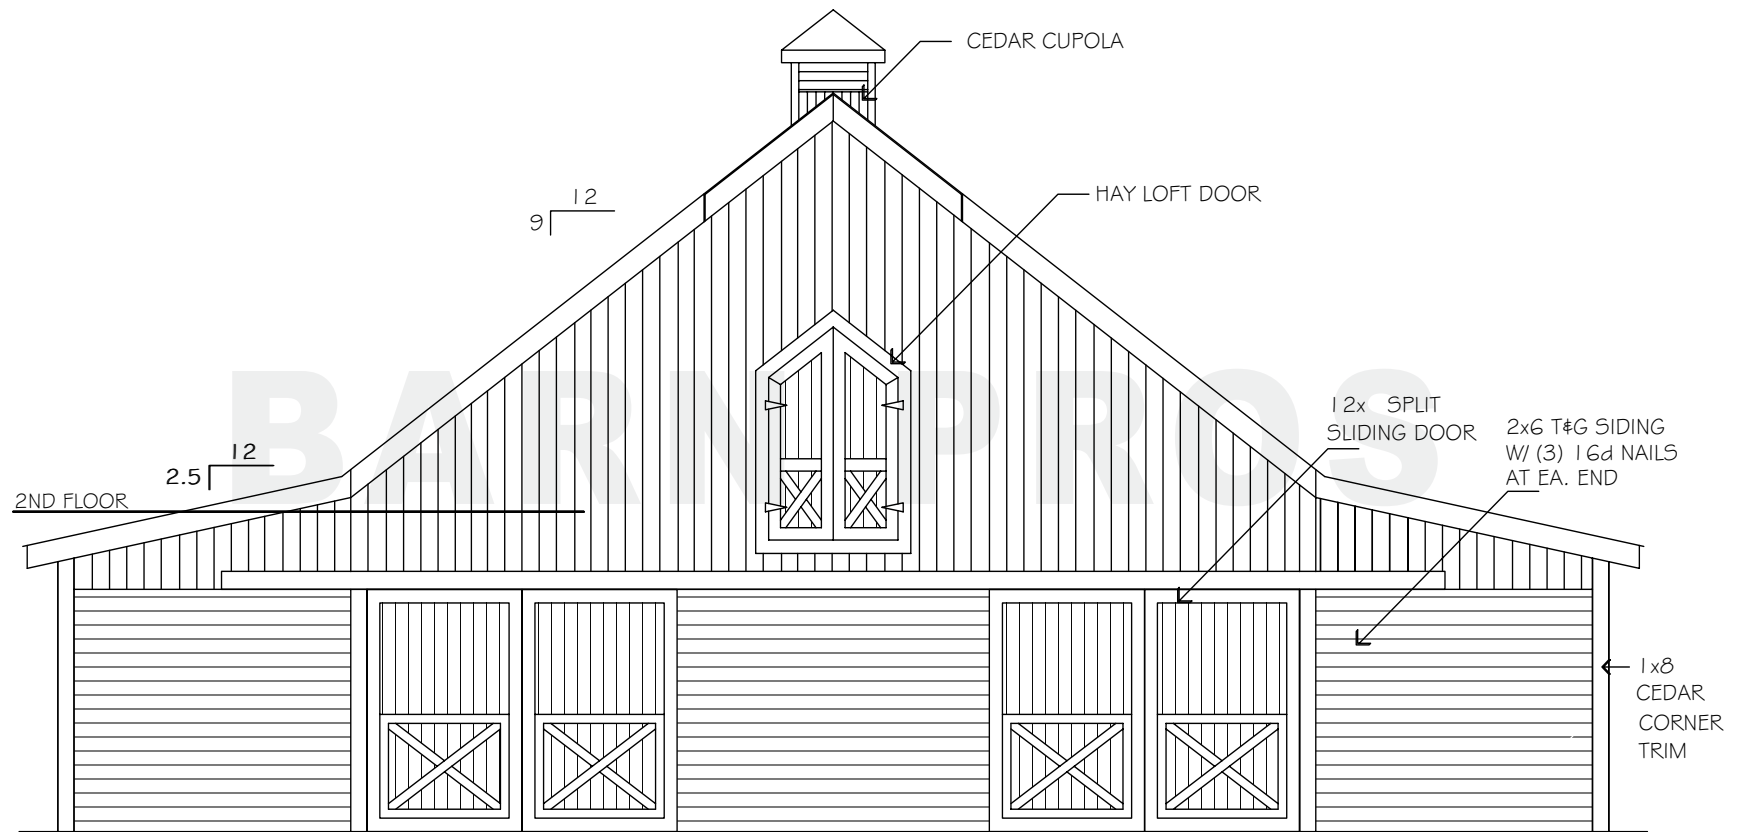 CEDAR CUPOLA
12
9
HAY LOFT DOOR
BARN PROS
12x SPLIT
SLIDING DOOR
2x6 T&G SIDING
W/ (3) 16d NAILS
AT EA. END
12
2.5
2ND FLOOR
1x8
CEDAR
CORNER
TRIM